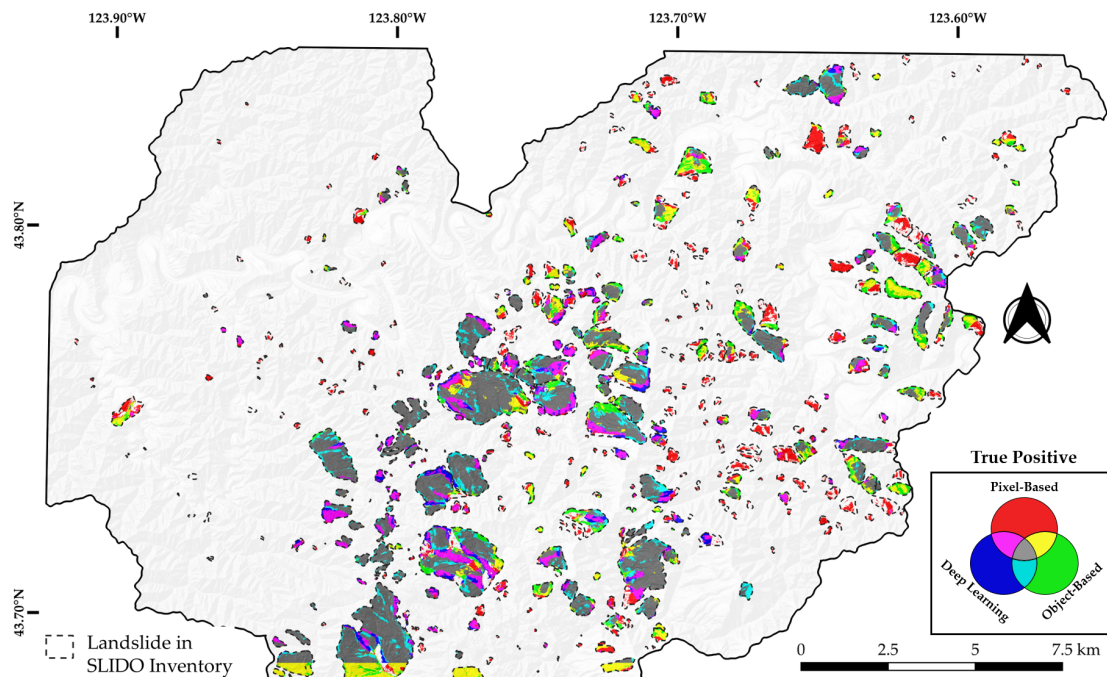 123.90°W
123.80°W
123.70°W
123.60°W
43.80°N
43.70°N
True Positive
Pixel-Based
Deep Learning
Object-Based
Landslide in
SLIDO Inventory
0
2.5
5
7.5 km